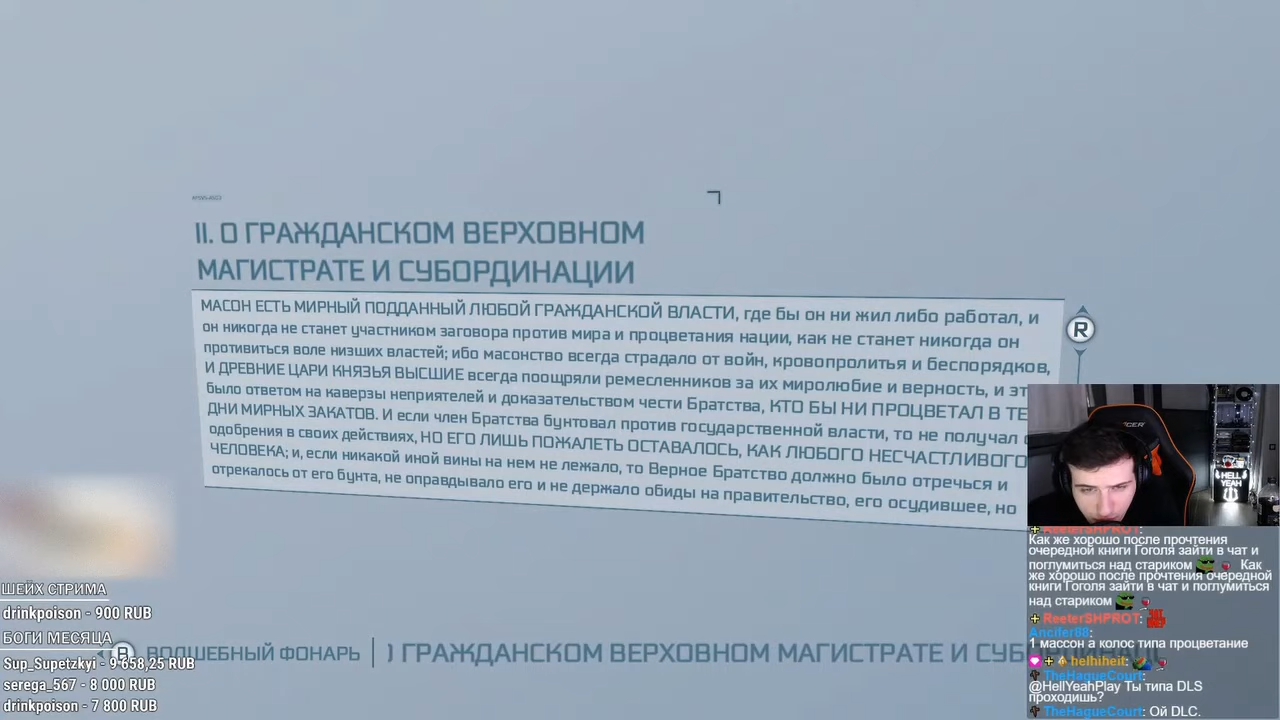 II. О ГРАЖДАНСКОМ ВЕРХОВНОМ
МАГИСТРАТЕ И СУБОРДИНАЦИИ
МАСОН ЕСТЬ МИРНЫЙ ПОДДАННЫЙ ЛЮБОЙ ГРАЖДАНСКОЙ ВЛАСТИ, где бы он ни жил либо работал, и
он никогда не станет участником заговора против мира и процветания нации, как не станет никогда он
противиться воле низших властей; ибо масонство всегда страдало от войн, кровопролитья и беспорядков,
И ДРЕВНИЕ ЦАРИ КНЯЗЬЯ ВЫСШИЕ всегда поощряли ремесленников за их миролюбие и верность, и
было ответом на каверзы неприятелей и доказательством чести Братства, КТО БЫ НИ ПРОЦВЕТАЛ В
ДНИ МИРНЫХ ЗАКАТОВ. И если член Братства бунтовал против государственной власти, то не получал
одобрения в своих действиях, НО ЕГО ЛИШЬ ПОЖАЛЕТЬ ОСТАВАЛОСЬ, КАК ЛЮБОГО НЕСЧАСТЛИВОГО
ЧЕЛОВЕКА; и, если никакой иной вины на нем не лежало, то Верное Братство должно было отречься и
отрекалось от его бунта, не оправдывало его и не держало обиды на правительство, его осудившее, но
R
ACER
HELL
YEAH
ReeterSHPROT:
Как же хорошо после прочтения
очередной книги Гоголя зайти в чат и
поглумиться над стариком Как
же хорошо после прочтения очередной
книги Гоголя зайти в чат и поглумиться
над стариком
ReeterSHPROT:
Ancifer88:
1 массон а колос типа процветание
helhiheit:
TheHagueCourt:
@HellYeahPlay Ты типа DLS
проходишь?
TheHagueCourt: Ой DLC.
ШЕЙХ СТРИМА
drinkpoison - 900 RUB
БОГИ МЕСЯЦА
Sup_Supetzkyi - 9 658,25 RUB
serega_567 - 8 000 RUB
drinkpoison - 7 800 RUB
B ВОЛШЕБНЫЙ ФОНАРЬ
ГРАЖДАНСКОМ ВЕРХОВНОМ МАГИСТРАТЕ И